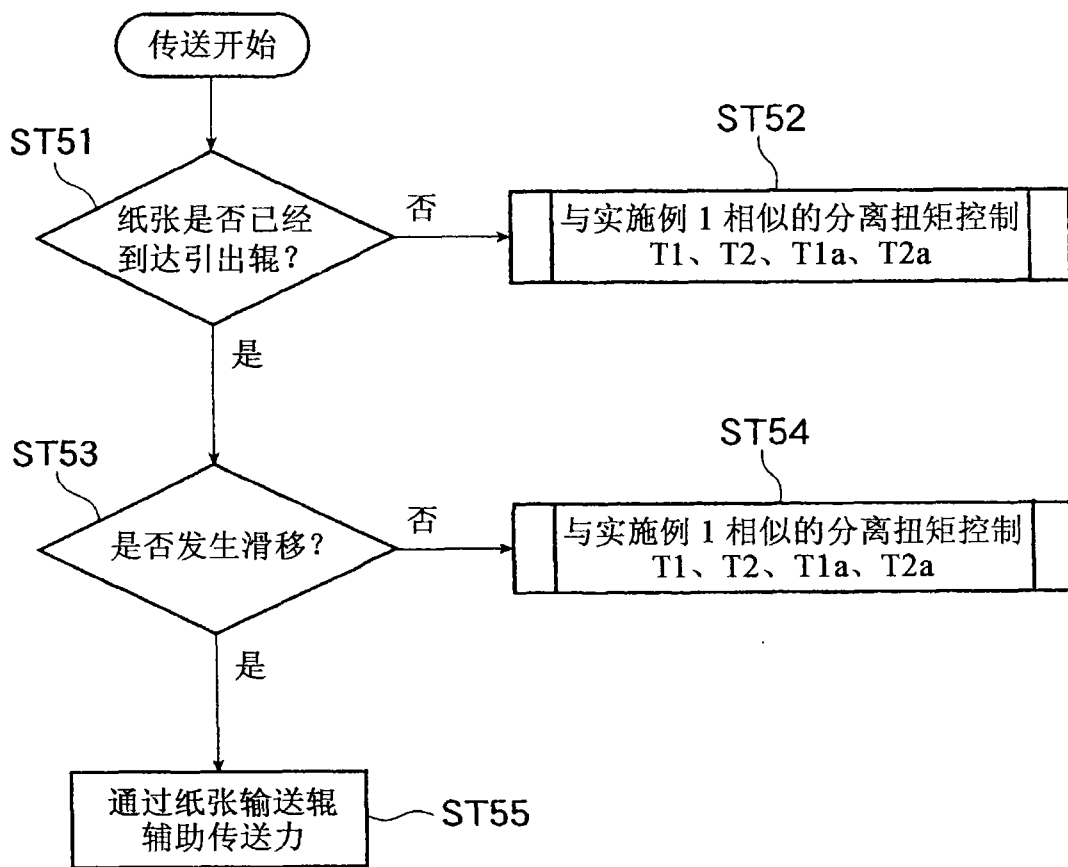 传送开始
ST51
ST52
纸张是否已经
到达引出辊？
否
与实施例 1 相似的分离扭矩控制
T1、T2、T1a、T2a
是
ST53
ST54
是否发生滑移？
否
与实施例 1 相似的分离扭矩控制
T1、T2、T1a、T2a
是
通过纸张输送辊
辅助传送力
ST55